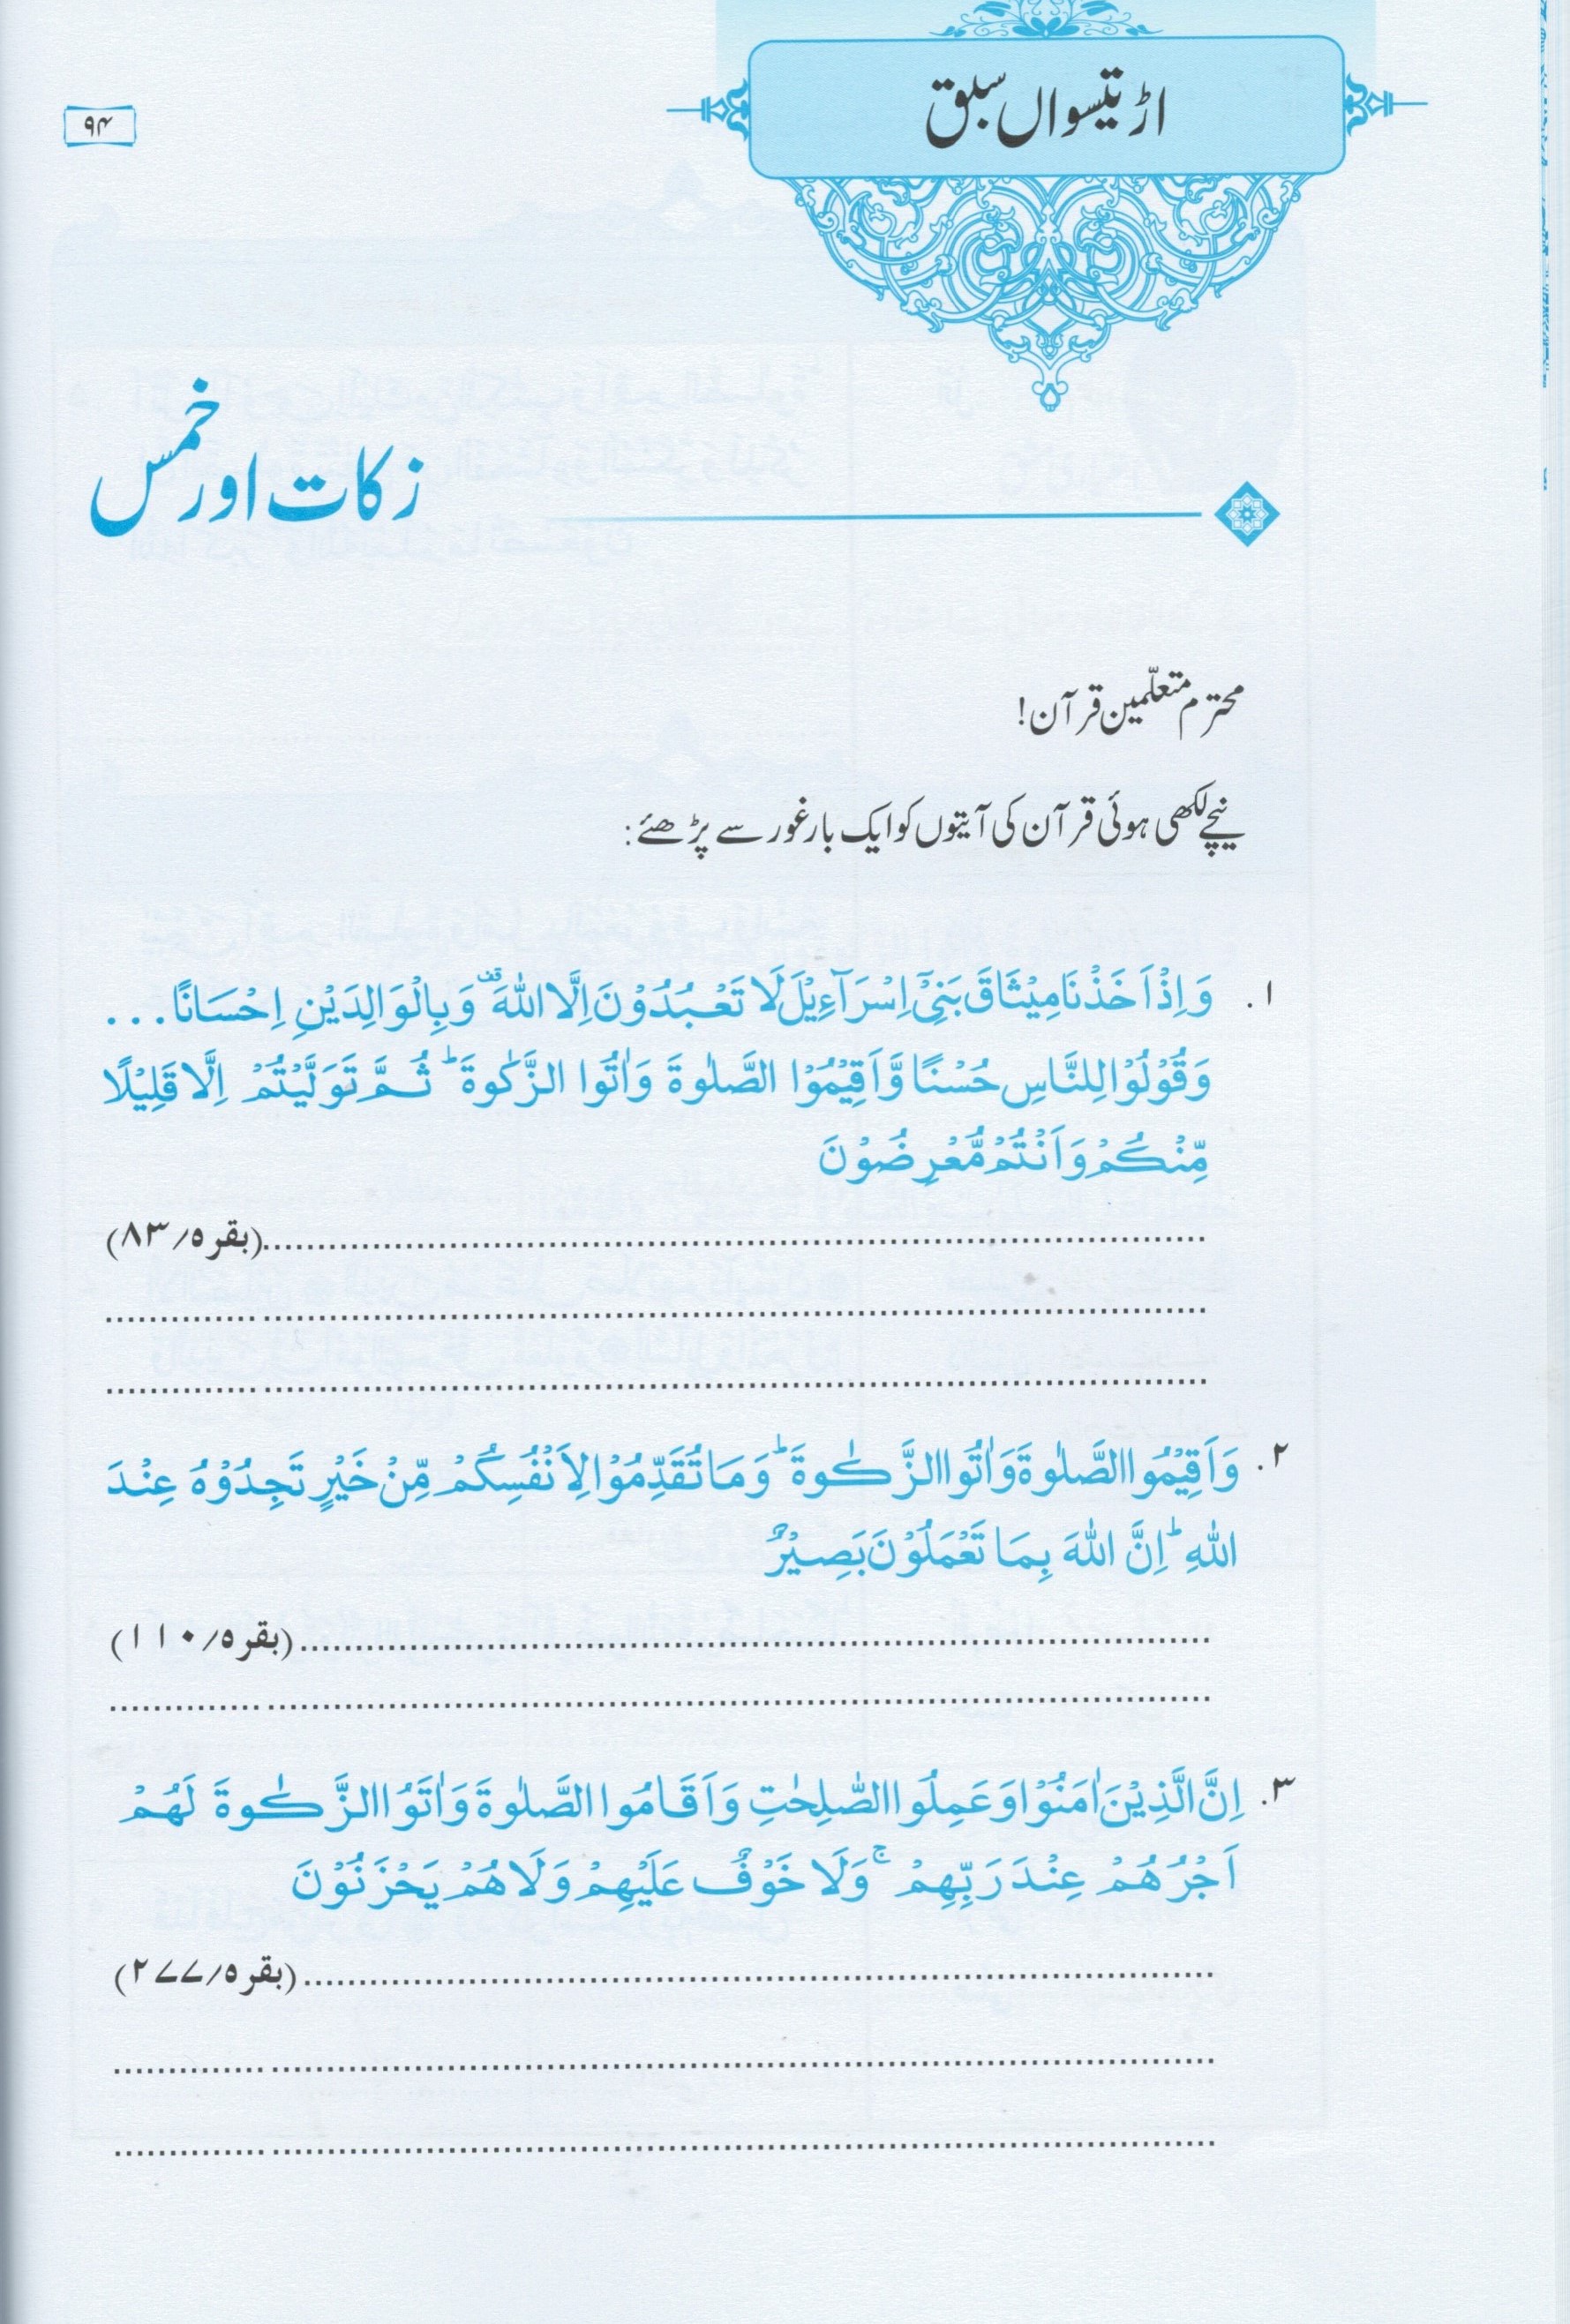 ۹۴
اڑتیسواں سبق
زکات اور خمس
محترم متعلّمین قرآن!
نیچے لکھی ہوئی قرآن کی آیتوں کو ایک بار غور سے پڑھئے:
۱. وَاِذْ اَخَذْنَا مِيْثَاقَ بَنِىْٓ اِسْرَآءِيْلَ لَا تَعْبُدُوْنَ اِلَّا اللّٰهَ ۫ وَبِالْوَالِدَيْنِ اِحْسَانًا...
وَقُوْلُوْا لِلنَّاسِ حُسْنًا وَّاَقِيْمُوْا الصَّلٰوةَ وَاٰتُوا الزَّكٰوةَ ؕ ثُمَّ تَوَلَّيْتُمْ اِلَّا قَلِيْلًا
مِّنْكُمْ وَاَنْتُمْ مُّعْرِضُوْنَ
(بقرہ/۸۳)
۲. وَاَقِيْمُوا الصَّلٰوةَ وَاٰتُوا الزَّكٰوةَ ؕ وَمَا تُقَدِّمُوْا لِاَنْفُسِكُمْ مِّنْ خَيْرٍ تَجِدُوْهُ عِنْدَ
اللّٰهِ ؕ اِنَّ اللّٰهَ بِمَا تَعْمَلُوْنَ بَصِيْرٌ
(بقرہ/۱۱۰)
۳. اِنَّ الَّذِيْنَ اٰمَنُوْا وَعَمِلُوا الصّٰلِحٰتِ وَاَقَامُوا الصَّلٰوةَ وَاٰتَوُا الزَّكٰوةَ لَهُمْ
اَجْرُهُمْ عِنْدَ رَبِّهِمْ ۚ وَلَا خَوْفٌ عَلَيْهِمْ وَلَا هُمْ يَحْزَنُوْنَ
(بقرہ/۲۷۷)